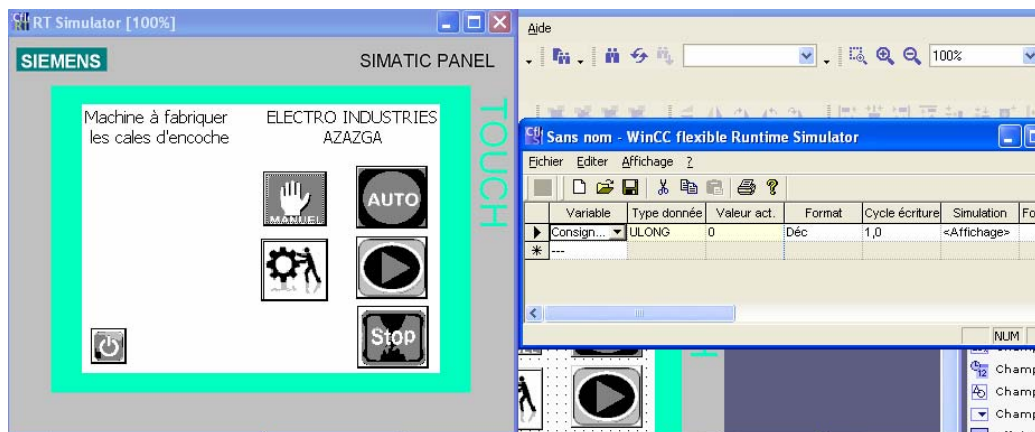 RT Simulator [100%]
SIEMENS
SIMATIC PANEL
TOUCH
Machine à fabriquer
les cales d'encoche
ELECTRO INDUSTRIES
AZAZGA
MANUEL
AUTO
Stop
Aide
100%
Sans nom - WinCC flexible Runtime Simulator
Fichier Editer Affichage ?
Variable Type donnée Valeur act. Format Cycle écriture Simulation Fo
Consign... ULONG 0 Déc 1,0 <Affichage>
---
NUM
Champ
Champ
Champ